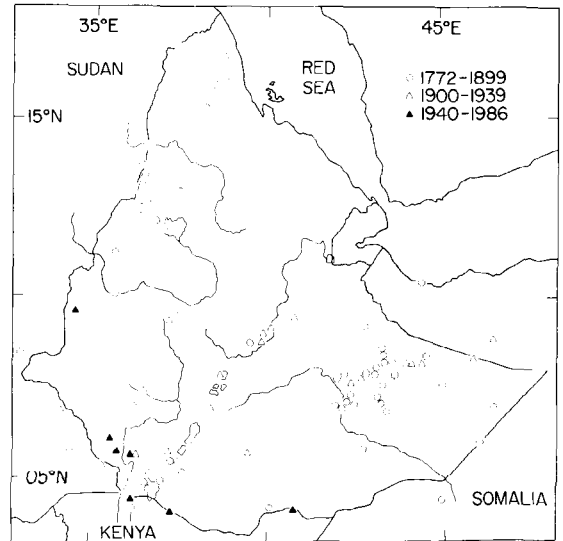 35°E
45°E
SUDAN
RED
SEA
○ 1772-1899
△ 1900-1939
▲ 1940-1986
15°N
05°N
SOMALIA
KENYA